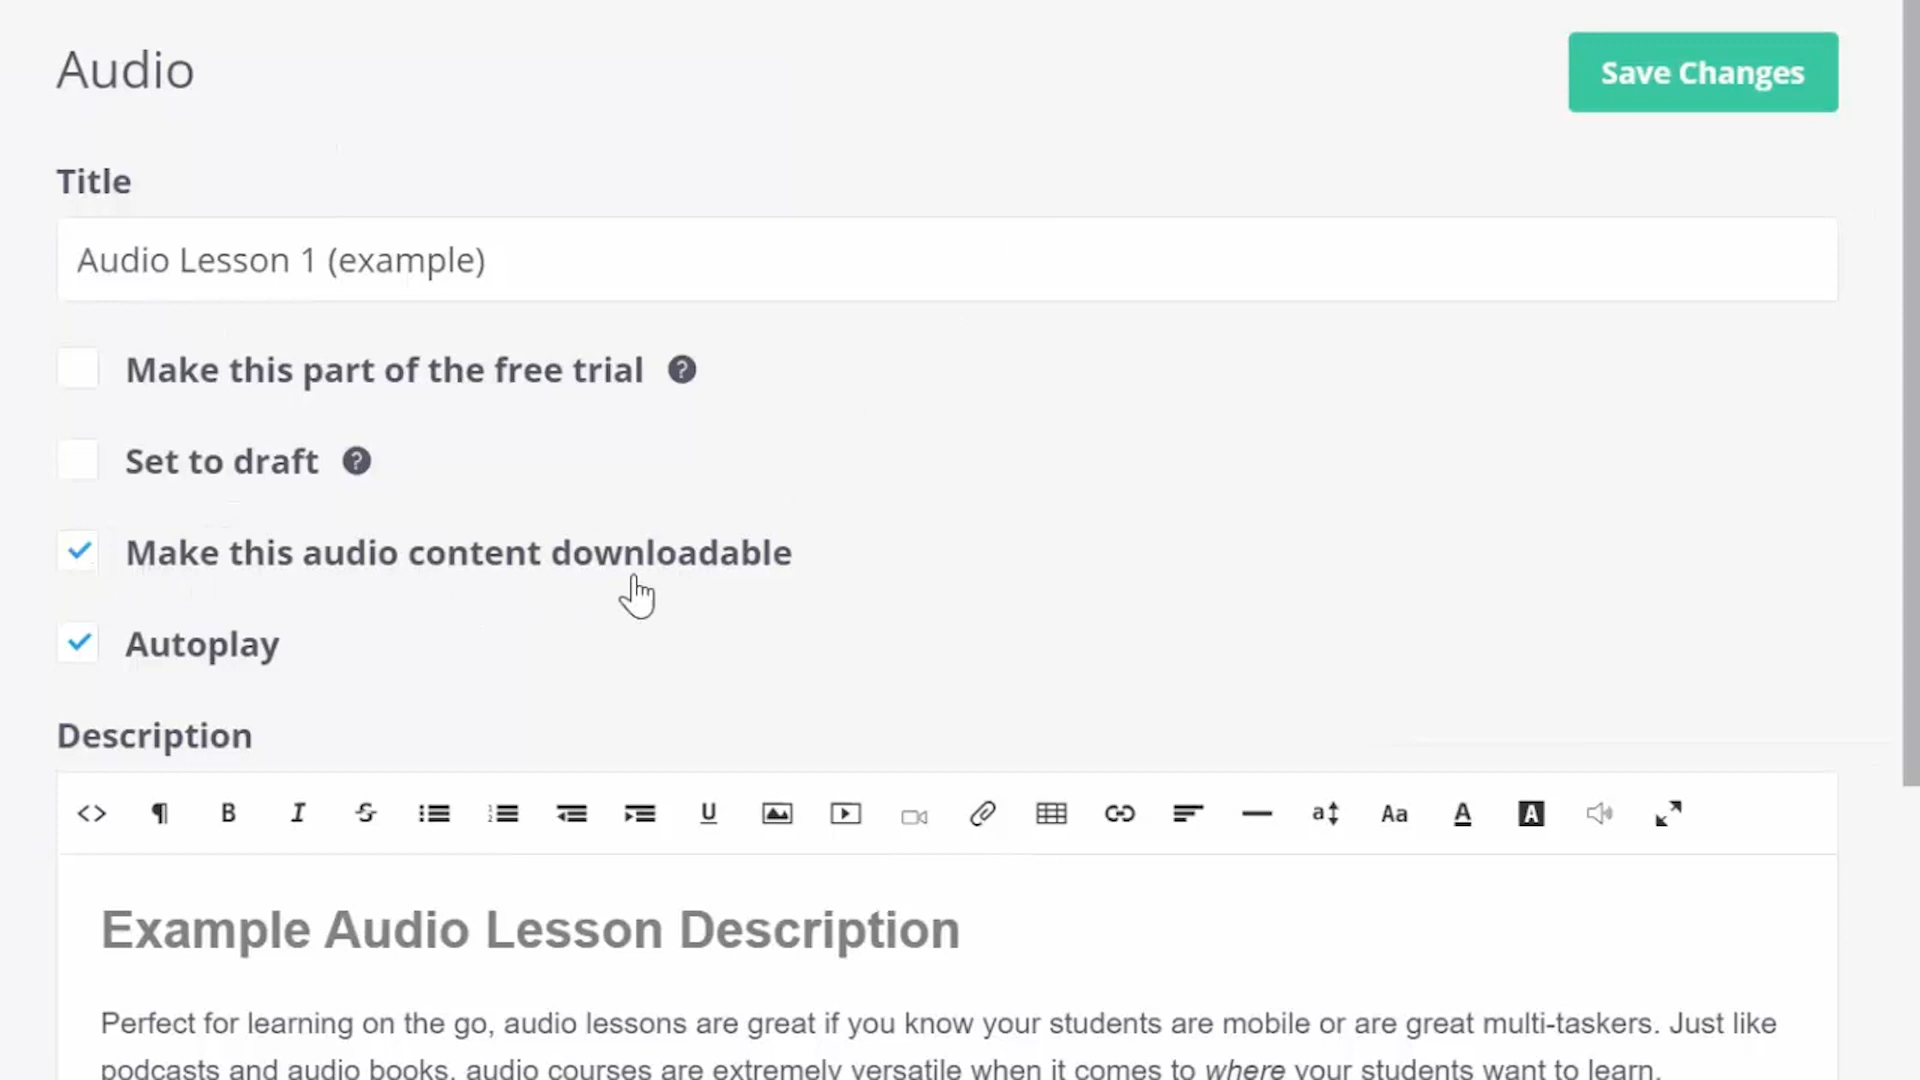 Audio
Save Changes
Title
Audio Lesson 1 (example)
Make this part of the free trial ?
Set to draft ?
Make this audio content downloadable
Autoplay
Description
<> ¶ B I S U a Aa A A
Example Audio Lesson Description
Perfect for learning on the go, audio lessons are great if you know your students are mobile or are great multi-taskers. Just like
podcasts and audio books, audio courses are extremely versatile when it comes to where your students want to learn.